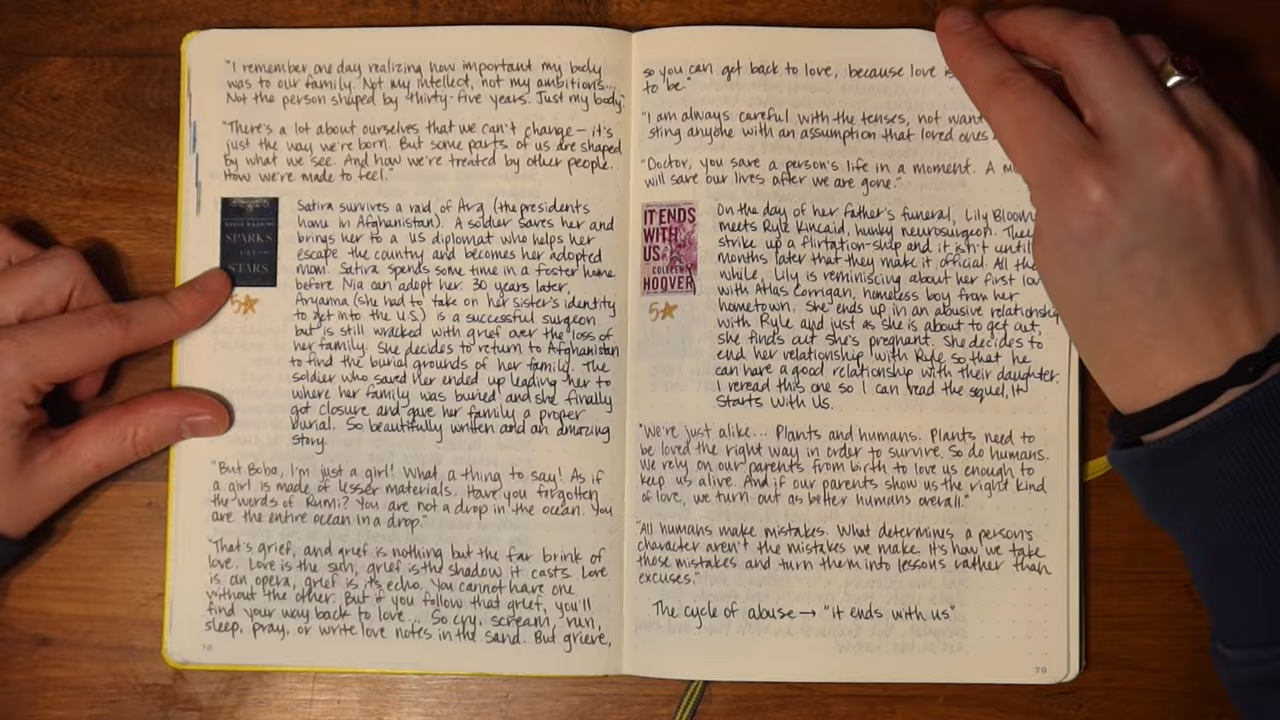 "I remember one day realizing how important my body
was to our family. Not my intellect, not my ambitions...
Not the person shaped by thirty-five years. Just my body."
"There's a lot about ourselves that we can't change – it's
just the way we're born. But some parts of us are shaped
by what we see. And how we're treated by other people.
How we're made to feel."
SPARKS
LIKE
STARS
5
Satira survives a raid of Arg (the presidents
home in Afghanistan). A soldier saves her and
brings her to a US diplomat who helps her
escape the country and becomes her adopted
mom. Satira spends some time in a foster home
before Nia can adopt her. 30 years later,
Aryanna (she had to take on her sister's identity
to get into the U.S.) is a successful surgeon
but is still wracked with grief over the loss of
her family. She decides to return to Afghanistan
to find the burial grounds of her family. The
soldier who saved her ended up leading her to
where her family was buried and she finally
got closure and gave her family a proper
burial. So beautifully written and an amazing
story.
"But Boba, I'm just a girl! What a thing to say! As if
a girl is made of lesser materials. Have you forgotten
the words of Rumi? You are not a drop in the ocean. You
are the entire ocean in a drop."
"That's grief, and grief is nothing but the far brink of
love. Love is the sun, grief is the shadow it casts. Love
is an opera, grief is its echo. You cannot have one
without the other. But if you follow that grief, you'll
find your way back to love... So cry, scream, run,
sleep, pray, or write love notes in the sand. But grieve,
78
so you can get back to love, because love is
to be."
"I am always careful with the tenses, not want
sting anyone with an assumption that loved ones
"Doctor, you save a person's life in a moment. A
will save our lives after we are gone."
IT ENDS
WITH
US
COLLEEN
HOOVER
5
On the day of her father's funeral, Lily Bloom
meets Ryle Kincaid, hunky neurosurgeon. They
strike up a flirtation-ship and it isn't until
months later that they make it official. All the
while, Lily is reminiscing about her first lov
with Atlas Corrigan, homeless boy from her
hometown. She ends up in an abusive relationship
with Ryle and just as she is about to get out,
she finds out she's pregnant. She decides to
end her relationship with Ryle so that he
can have a good relationship with their daughter.
I reread this one so I can read the sequel, It
Starts With Us.
"We're just alike... Plants and humans. Plants need to
be loved the right way in order to survive. So do humans.
We rely on our parents from birth to love us enough to
keep us alive. And if our parents show us the right kind
of love, we turn out as better humans overall."
"All humans make mistakes. What determines a person's
character aren't the mistakes we make. It's how we take
those mistakes and turn them into lessons rather than
excuses."
The cycle of abuse → "it ends with us"
79